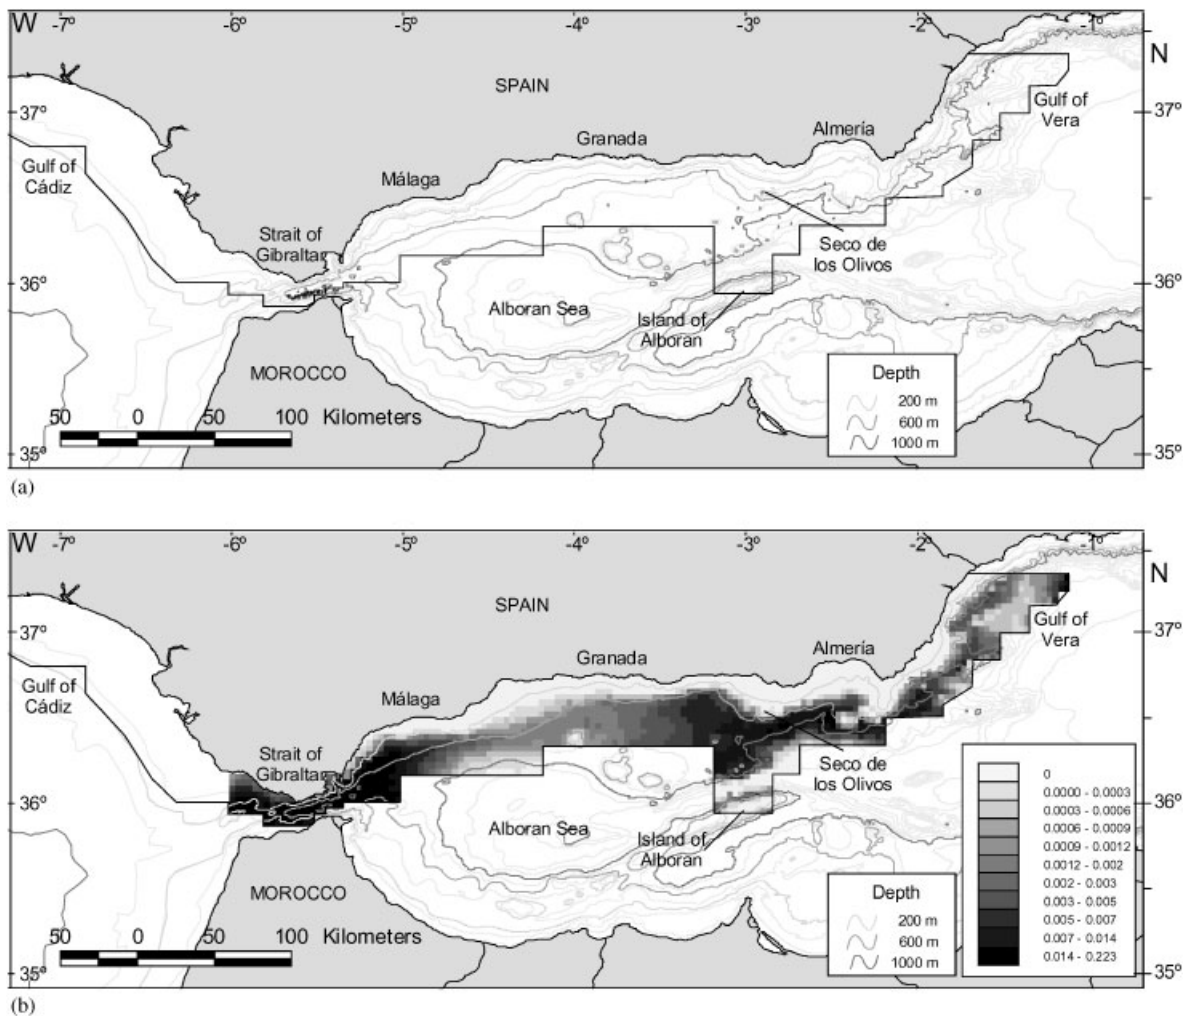 W -7º -6º -5º -4º -3º -2º -1º
N
SPAIN
37º 37º
Gulf of
Vera
Almería
Granada
Gulf of
Cádiz
Málaga
Strait of
Gibraltar
Seco de
los Olivos
36º 36º
Alboran Sea
Island of
Alboran
MOROCCO
Depth
200 m
600 m
1000 m
50 0 50 100 Kilometers
35º 35º
(a)
W -7º -6º -5º -4º -3º -2º -1º
N
SPAIN
37º 37º
Gulf of
Vera
Almería
Granada
Gulf of
Cádiz
Málaga
Strait of
Gibraltar
Seco de
los Olivos
36º 36º
Alboran Sea
Island of
Alboran
MOROCCO
0
0.0000 - 0.0003
0.0003 - 0.0006
0.0006 - 0.0009
0.0009 - 0.0012
0.0012 - 0.002
0.002 - 0.003
0.003 - 0.005
0.005 - 0.007
0.007 - 0.014
0.014 - 0.223
Depth
200 m
600 m
1000 m
50 0 50 100 Kilometers
35º 35º
(b)